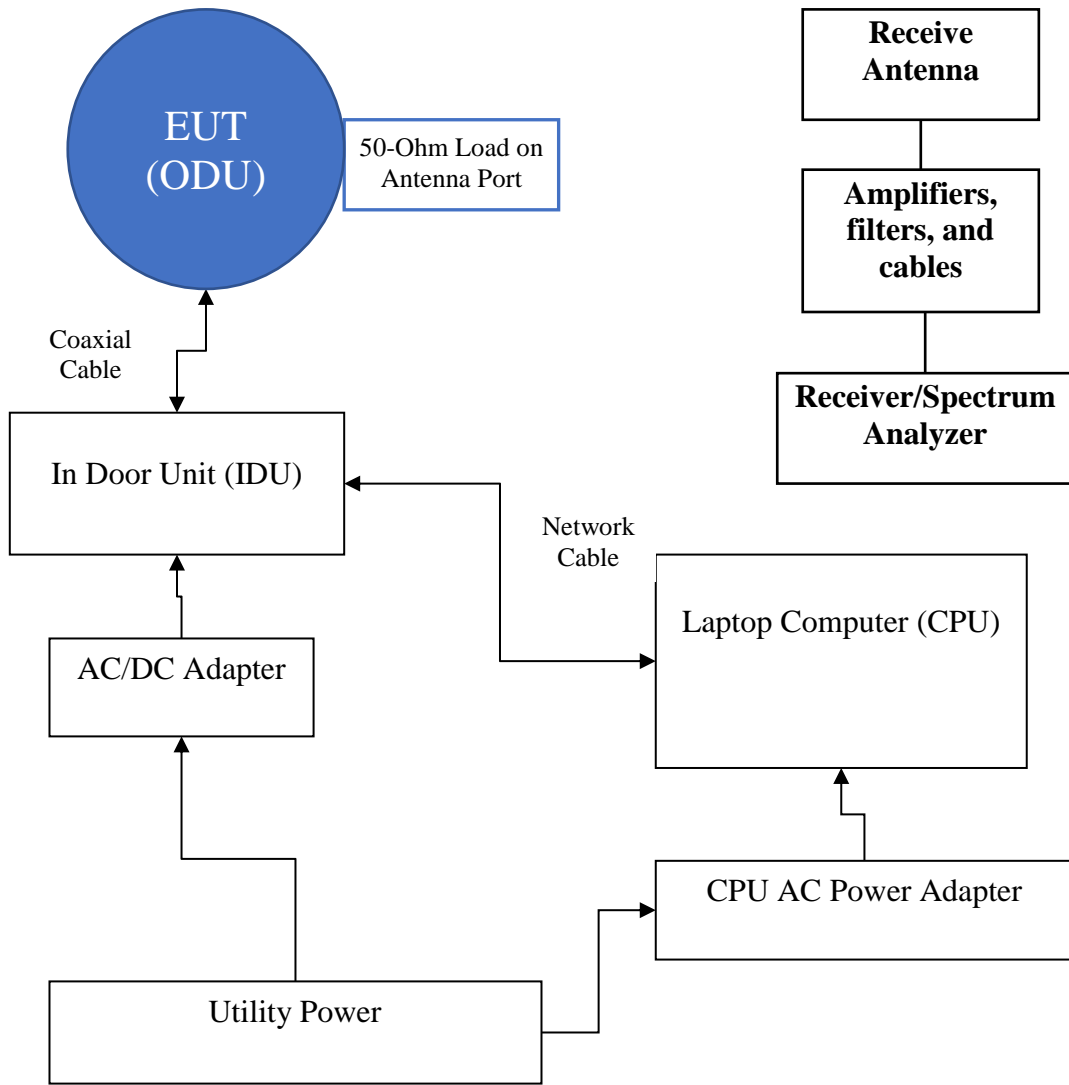 EUT
(ODU)
50-Ohm Load on
Antenna Port
Receive
Antenna
Amplifiers,
filters, and
cables
Receiver/Spectrum
Analyzer
Coaxial
Cable
In Door Unit (IDU)
Network
Cable
Laptop Computer (CPU)
AC/DC Adapter
CPU AC Power Adapter
Utility Power